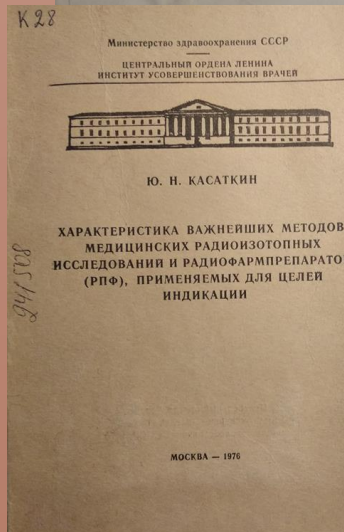 К 28
Министерство здравоохранения СССР
ЦЕНТРАЛЬНЫЙ ОРДЕНА ЛЕНИНА
ИНСТИТУТ УСОВЕРШЕНСТВОВАНИЯ ВРАЧЕЙ
Ю. Н. КАСАТКИН
ХАРАКТЕРИСТИКА ВАЖНЕЙШИХ МЕТОДОВ
МЕДИЦИНСКИХ РАДИОИЗОТОПНЫХ
ИССЛЕДОВАНИЙ И РАДИОФАРМПРЕПАРАТО
(РПФ), ПРИМЕНЯЕМЫХ ДЛЯ ЦЕЛЕЙ
ИНДИКАЦИИ
МОСКВА — 1976